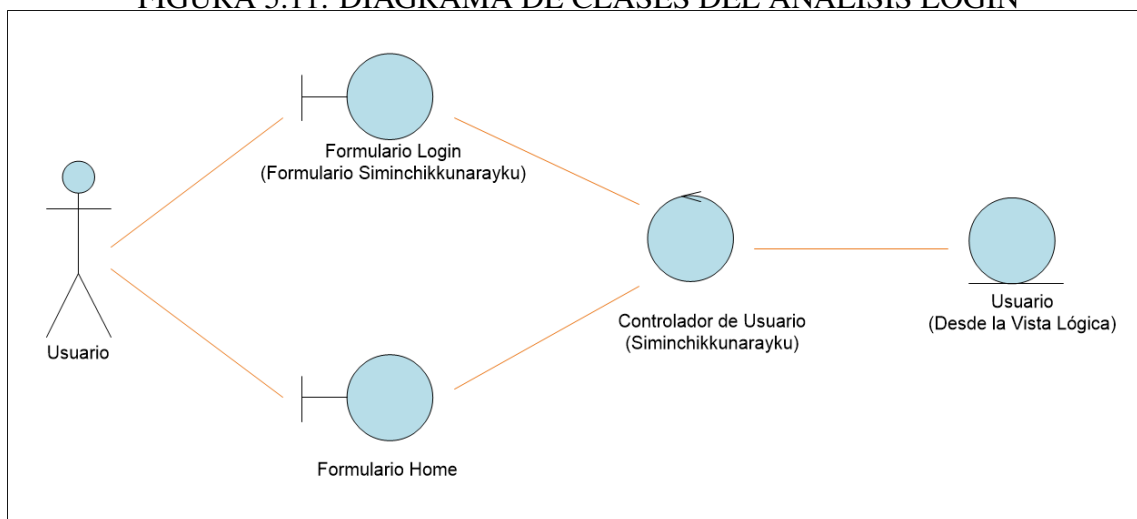 FIGURA 5.11: DIAGRAMA DE CLASES DEL ANÁLISIS LOGIN
Formulario Login
(Formulario Siminchikkunarayku)
Usuario
Controlador de Usuario
(Siminchikkunarayku)
Usuario
(Desde la Vista Lógica)
Formulario Home